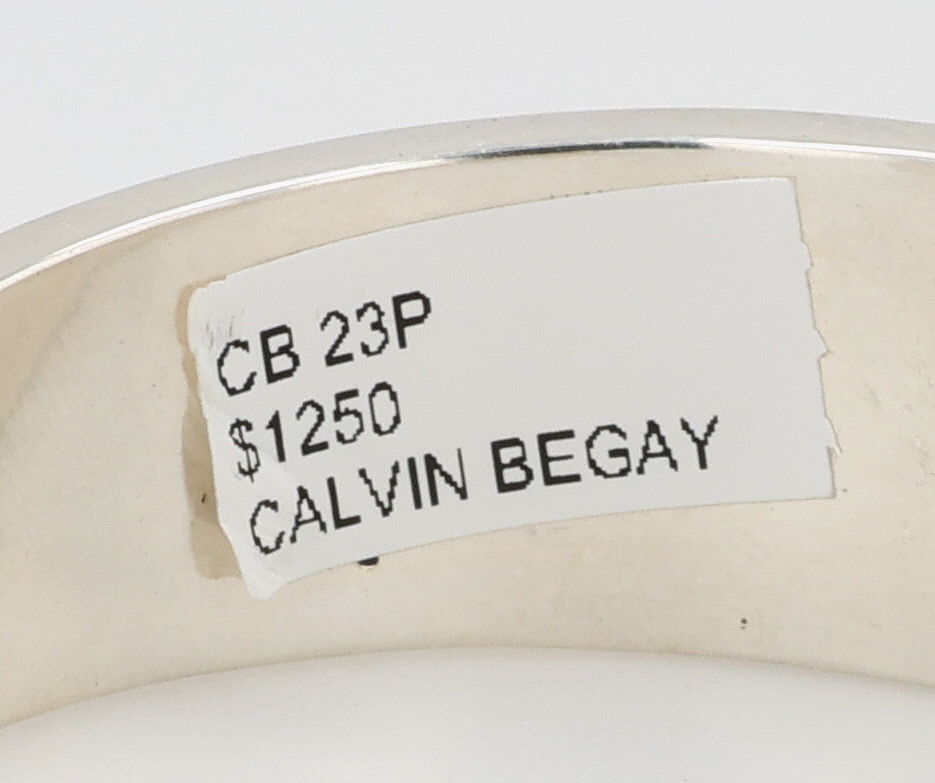 CB 23P
$1250
CALVIN BEGAY